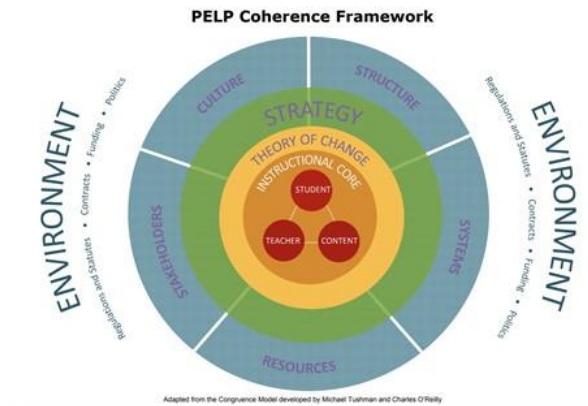 PELP Coherence Framework
ENVIRONMENT
Regulations and Statutes • Contracts • Funding • Politics
CULTURE
STRUCTURE
STAKEHOLDERS
SYSTEMS
RESOURCES
STRATEGY
THEORY OF CHANGE
INSTRUCTIONAL CORE
STUDENT
TEACHER
CONTENT
ENVIRONMENT
Regulations and Statutes • Contracts • Funding • Politics
Adapted from the Congruence Model developed by Michael Tushman and Charles O'Reilly